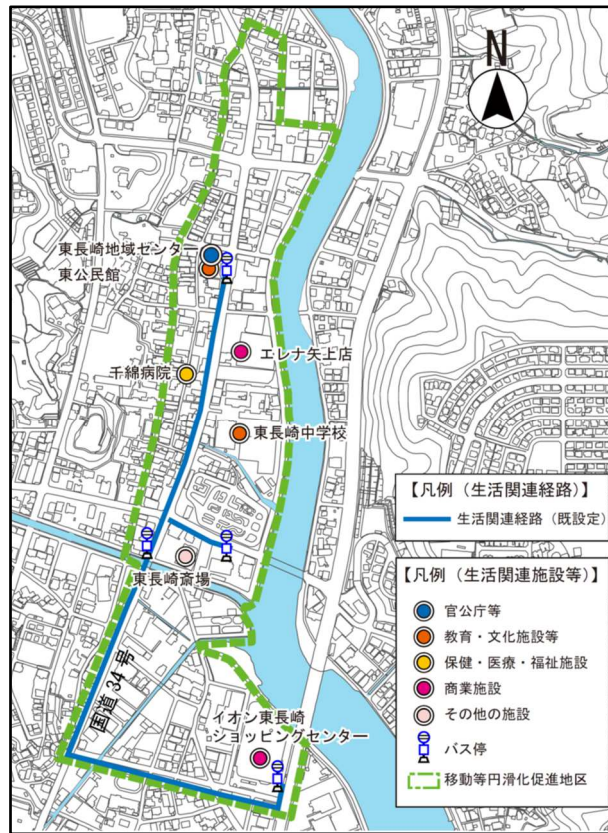 N
東長崎地域センター
東公民館
エレナ矢上店
千綿病院
東長崎中学校
東長崎斎場
国道 34 号
イオン東長崎
ショッピングセンター
【凡例（生活関連経路）】
生活関連経路（既設定）
【凡例（生活関連施設等）】
官公庁等
教育・文化施設等
保健・医療・福祉施設
商業施設
その他の施設
バス停
移動等円滑化促進地区